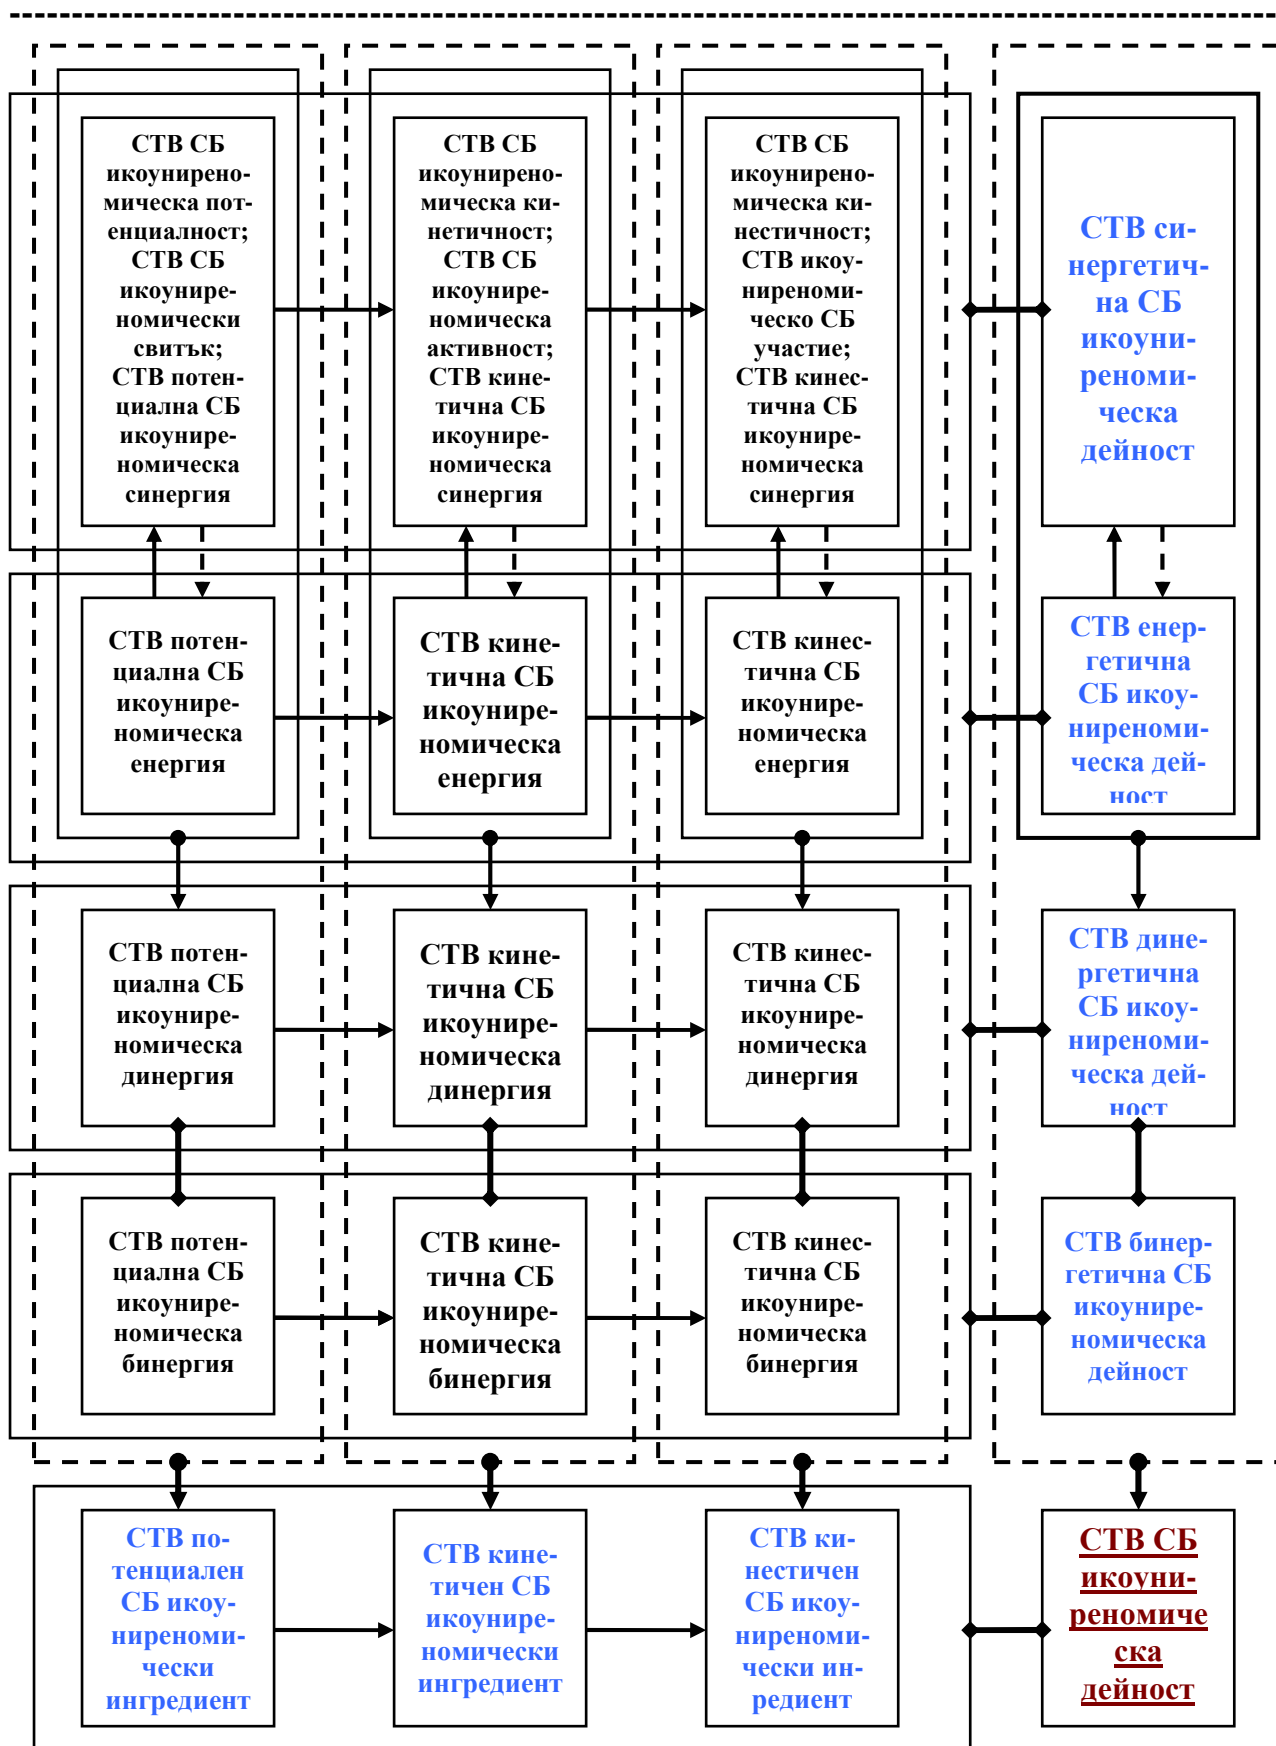 СТВ СБ
икоунирено-
мическа пот-
енциалност;
СТВ СБ
икоунире-
номически
свитък;
СТВ потен-
циална СБ
икоунире-
номическа
синергия
СТВ СБ
икоунирено-
мическа ки-
нетичност;
СТВ СБ
икоунире-
номическа
активност;
СТВ кине-
тична СБ
икоунире-
номическа
синергия
СТВ СБ
икоунирено-
мическа ки-
нестичност;
СТВ икоу-
ниреноми-
ческо СБ
участие;
СТВ кинес-
тична СБ
икоунире-
номическа
синергия
СТВ си-
нергетич-
на СБ
икоуни-
реноми-
ческа
дейност
СТВ потен-
циална СБ
икоунире-
номическа
енергия
СТВ кине-
тична СБ
икоунире-
номическа
енергия
СТВ кинес-
тична СБ
икоунире-
номическа
енергия
СТВ енер-
гетична
СБ икоу-
ниреноми-
ческа дей-
ност
СТВ потен-
циална СБ
икоунире-
номическа
динергия
СТВ кине-
тична СБ
икоунире-
номическа
динергия
СТВ кинес-
тична СБ
икоунире-
номическа
динергия
СТВ дине-
ргетична
СБ икоу-
ниреноми-
ческа дей-
ност
СТВ потен-
циална СБ
икоунире-
номическа
бинергия
СТВ кине-
тична СБ
икоунире-
номическа
бинергия
СТВ кинес-
тична СБ
икоунире-
номическа
бинергия
СТВ бинер-
гетична СБ
икоунире-
номическа
дейност
СТВ по-
тенциален
СБ икоу-
ниреноми-
чески
ингредиент
СТВ кине-
тичен СБ
икоунире-
номически
ингредиент
СТВ ки-
нестичен
СБ икоу-
ниреноми-
чески ин-
редиент
СТВ СБ
икоуни-
реномиче
ска
дейност